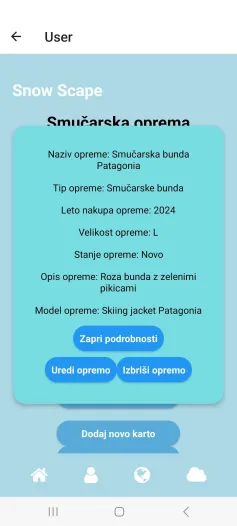 User
Snow Scape
Smučarska oprema
Naziv opreme: Smučarska bunda
Patagonia
Tip opreme: Smučarske bunda
Leto nakupa opreme: 2024
Velikost opreme: L
Stanje opreme: Novo
Opis opreme: Roza bunda z zelenimi
pikicami
Model opreme: Skiing jacket Patagonia
Zapri podrobnosti
Uredi opremo Izbriši opremo
Dodaj novo karto